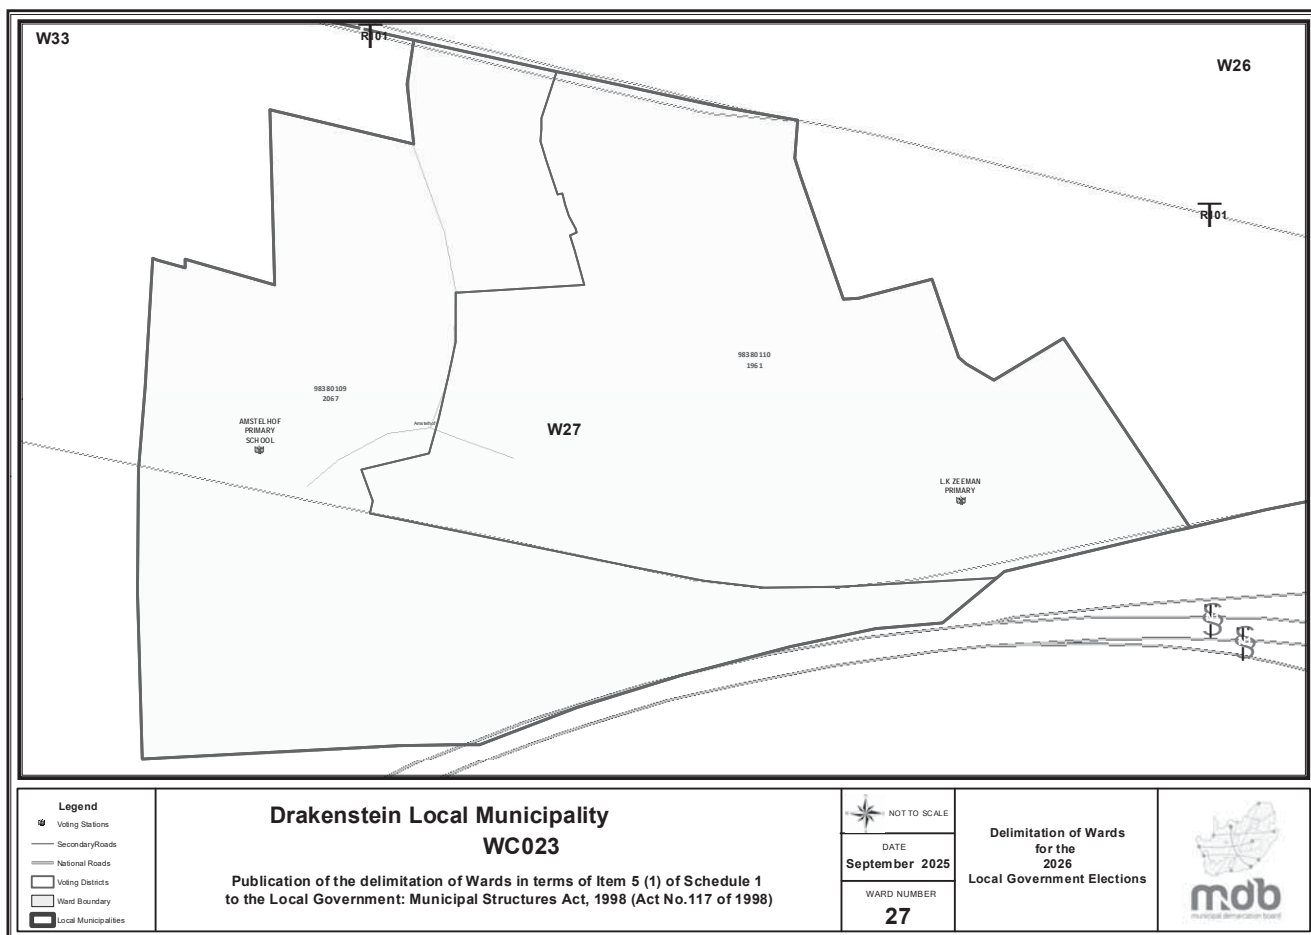 W33
R101
W26
R101
98380110
1961
98380109
2067
AMSTELHOF
PRIMARY
SCHOOL
Amstelhof
W27
L.K ZEEMAN
PRIMARY
Legend
Voting Stations
SecondaryRoads
National Roads
Voting Districts
Ward Boundary
Local Municipalities
Drakenstein Local Municipality
WC023
Publication of the delimitation of Wards in terms of Item 5 (1) of Schedule 1
to the Local Government: Municipal Structures Act, 1998 (Act No.117 of 1998)
NOT TO SCALE
DATE
September 2025
WARD NUMBER
27
Delimitation of Wards
for the
2026
Local Government Elections
mdb
municipal demarcation board